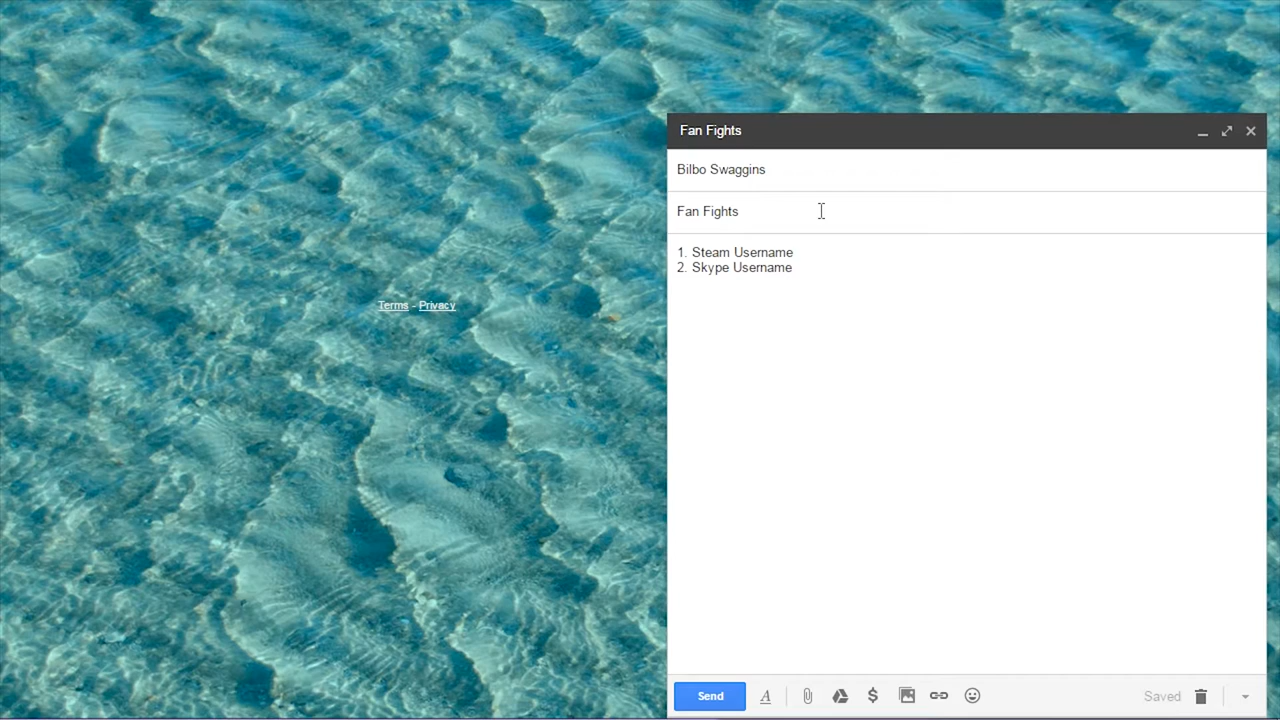 Fan Fights
Bilbo Swaggins
Fan Fights
1. Steam Username
2. Skype Username
Terms - Privacy
Send
Saved